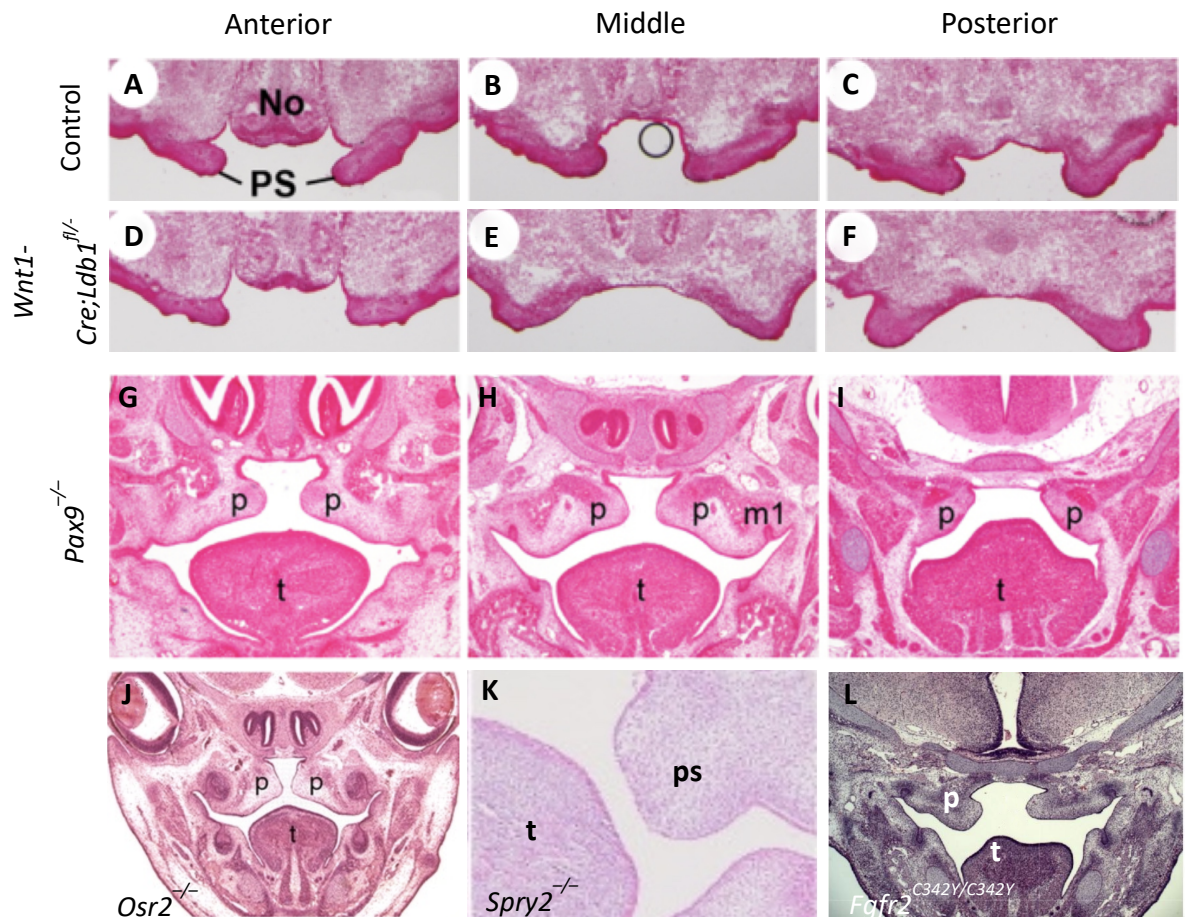 Anterior Middle Posterior
Control
A No PS
B
C
Wnt1-
Cre;Ldb1fl/-
D
E
F
Pax9−/−
G p p t
H p p m1 t
I p p t
J p p t Osr2−/−
K ps t Spry2−/−
L p t Fgfr2C342Y/C342Y